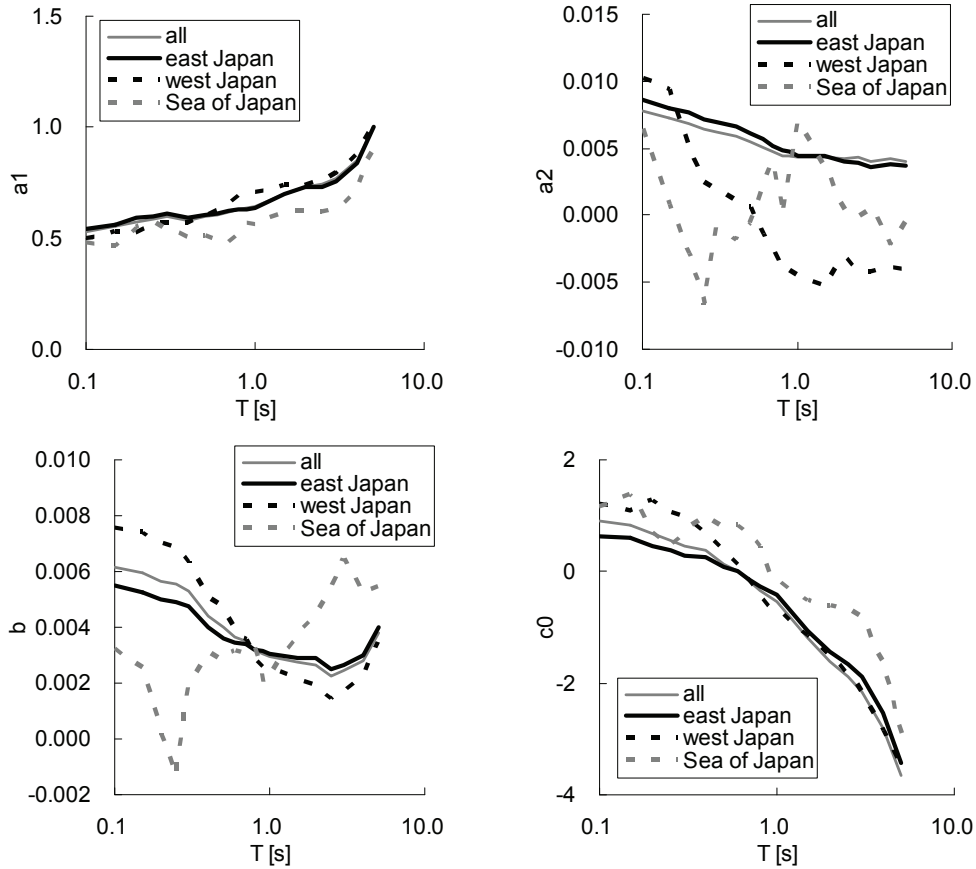 1.5
1.0
0.5
0.0
a1
0.1
1.0
10.0
T [s]
all
east Japan
west Japan
Sea of Japan
0.015
0.010
0.005
0.000
-0.005
-0.010
a2
0.1
1.0
10.0
T [s]
all
east Japan
west Japan
Sea of Japan
0.010
0.008
0.006
0.004
0.002
0.000
-0.002
b
0.1
1.0
10.0
T [s]
all
east Japan
west Japan
Sea of Japan
2
0
-2
-4
c0
0.1
1.0
10.0
T [s]
all
east Japan
west Japan
Sea of Japan